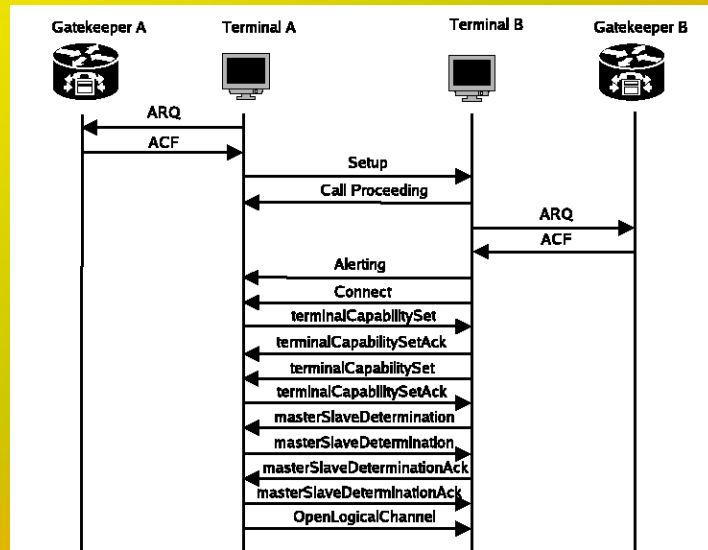 Gatekeeper A
Terminal A
Terminal B
Gatekeeper B
ARQ
ACF
Setup
Call Proceeding
ARQ
ACF
Alerting
Connect
terminalCapabilitySet
terminalCapabilitySetAck
terminalCapabilitySet
terminalCapabilitySetAck
masterSlaveDetermination
masterSlaveDetermination
masterSlaveDeterminationAck
masterSlaveDeterminationAck
OpenLogicalChannel